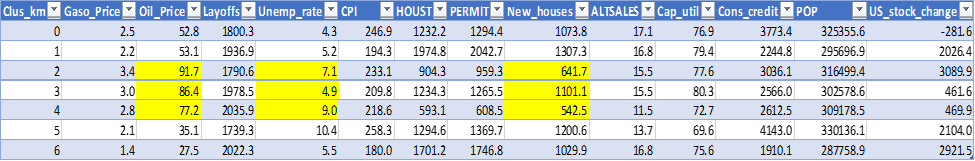 Clus_km Gaso_Price Oil_Price Layoffs Unemp_rate CPI HOUST PERMIT New_houses ALTSALES Cap_util Cons_credit POP US_stock_change
0 2.5 52.8 1800.3 4.3 246.9 1232.2 1294.4 1073.8 17.1 76.9 3773.4 325355.6 -281.6
1 2.2 53.1 1936.9 5.2 194.3 1974.8 2042.7 1307.3 16.8 79.4 2244.8 295696.9 2026.4
2 3.4 91.7 1790.6 7.1 233.1 904.3 959.3 641.7 15.5 77.6 3036.1 316499.4 3089.9
3 3.0 86.4 1978.5 4.9 209.8 1234.3 1265.5 1101.1 15.5 80.3 2566.0 302578.6 461.6
4 2.8 77.2 2035.9 9.0 218.6 593.1 608.5 542.5 11.5 72.7 2612.5 309178.5 469.9
5 2.1 35.1 1739.3 10.4 258.3 1294.6 1369.7 1200.6 13.7 69.6 4143.0 330136.1 2104.0
6 1.4 27.5 2022.3 5.5 180.0 1701.2 1746.8 1029.9 16.8 75.6 1910.1 287758.9 2921.5